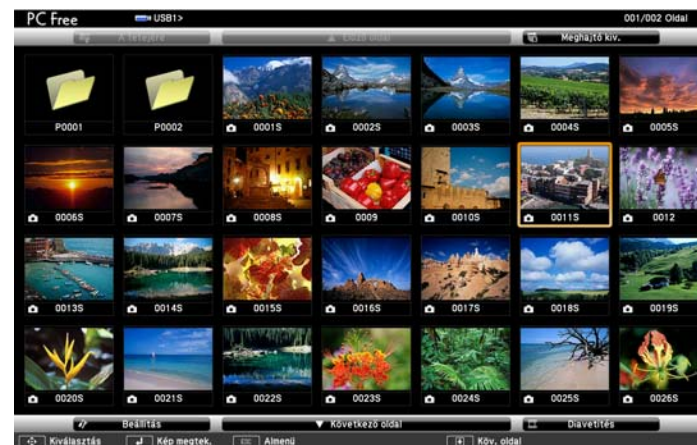 PC Free USB1> 001/002 Oldal
A tetejére Előző oldal Meghajtó kiv.
P0001 P0002 0001S 0002S 0003S 0004S 0005S
0006S 0007S 0008S 0009 0010S 0011S 0012
0013S 0014S 0015S 0016S 0017S 0018S 0019S
0020S 0021S 0022S 0023S 0024S 0025S 0026S
Beállítás Következő oldal Diavetítés
Kiválasztás Kép megtek. ESC Almenü Köv. oldal